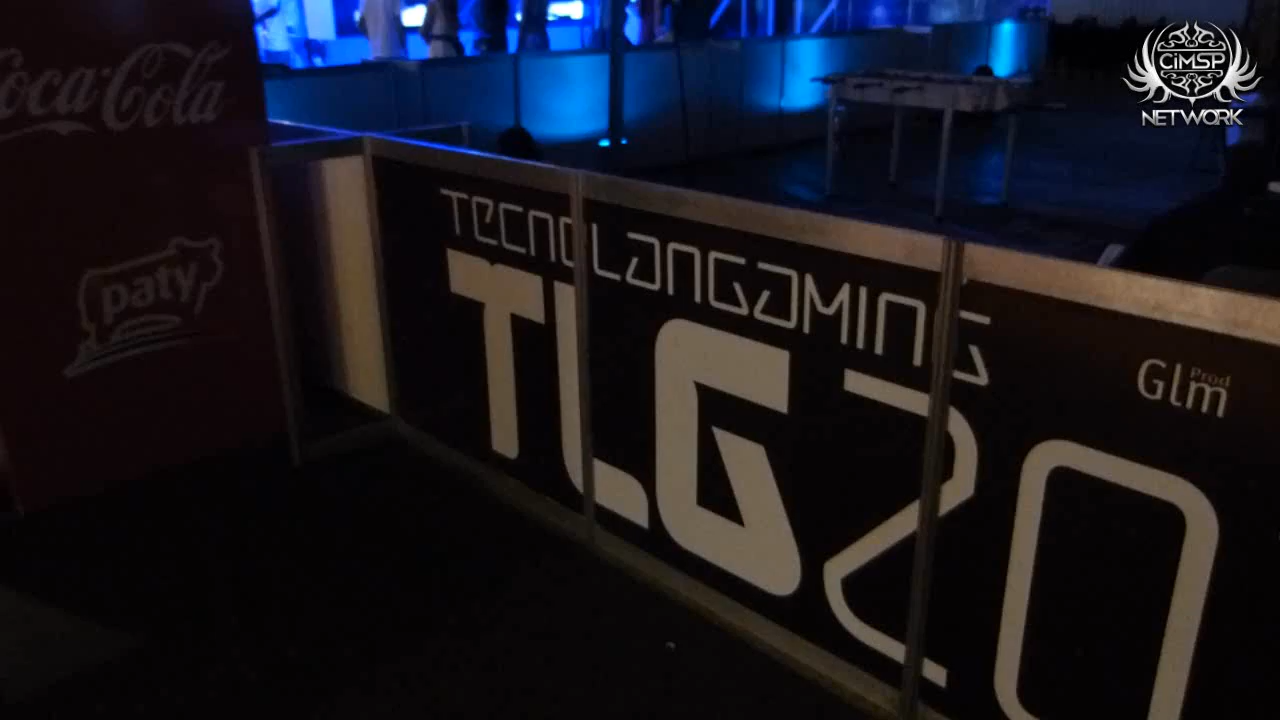 Coca-Cola
paty
TECNOLANGAMING
TLG20
Glm
Prod
CiMSP
NETWORK